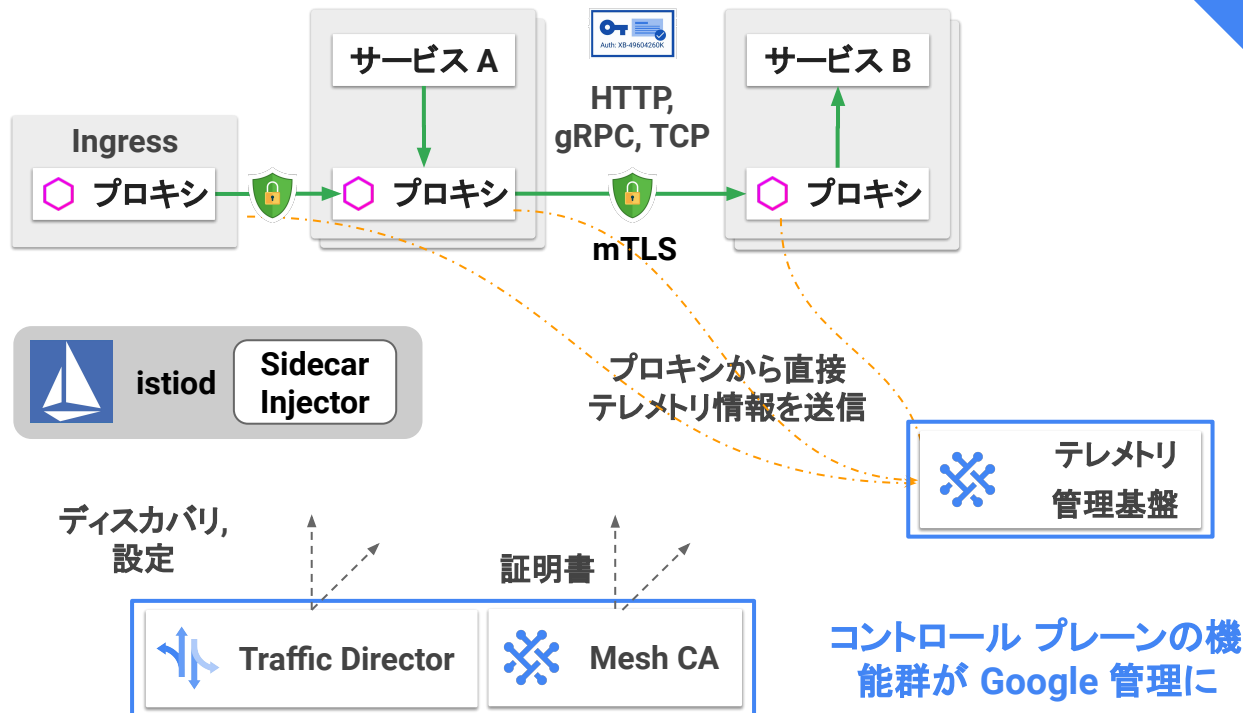 サービス A
Auth: XB-49604260K
サービス B
HTTP,
gRPC, TCP
Ingress
プロキシ
プロキシ
プロキシ
mTLS
istiod
Sidecar
Injector
プロキシから直接
テレメトリ情報を送信
テレメトリ
管理基盤
ディスカバリ,
設定
証明書
Traffic Director
Mesh CA
コントロール プレーンの機
能群が Google 管理に